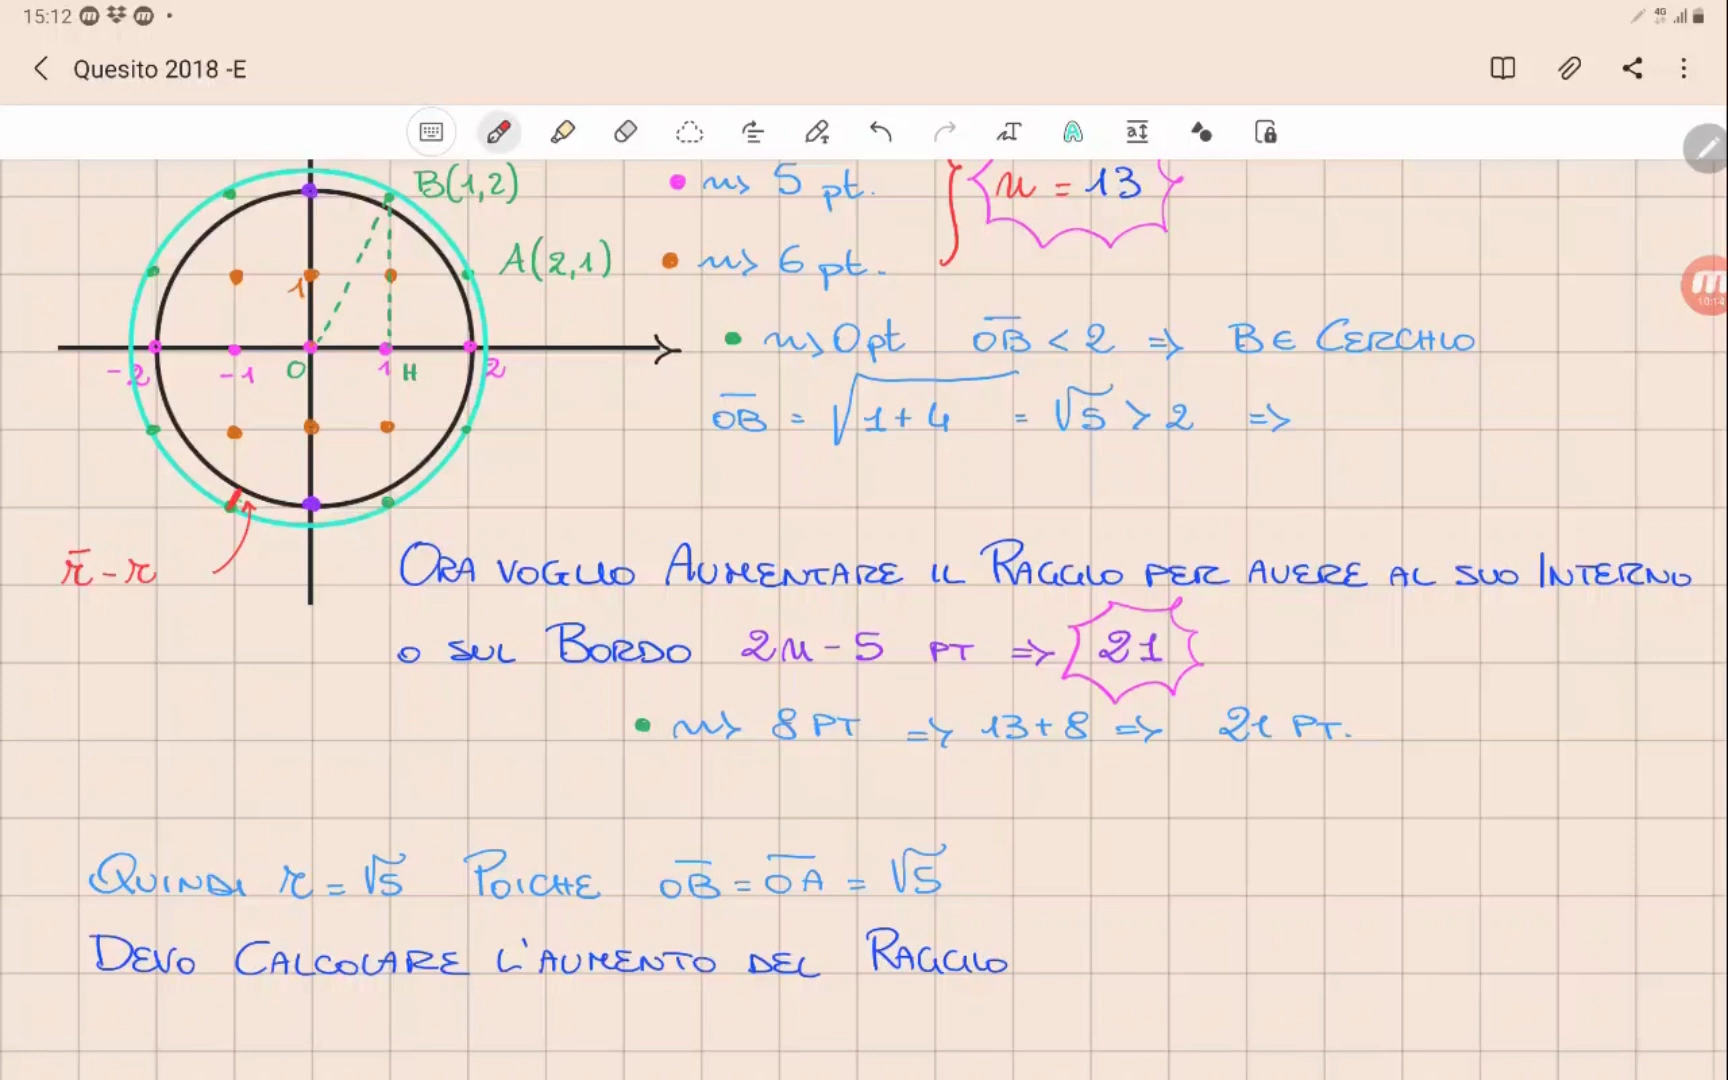 15:12
4G
Quesito 2018 -E
B(1,2)
• ~> 5 pt.
n = 13
A(2,1)
• ~> 6 pt.
1
• ~> 0 pt OB̅ < 2 => B ∈ CERCHIO
-2 -1 O 1 H 2
OB̅ = √1+4 = √5 > 2 =>
r̅ - r
ORA VOGLIO AUMENTARE IL RAGGIO PER AVERE AL SUO INTERNO
O SUL BORDO 2n - 5 PT => 21
• ~> 8 PT => 13+8 => 21 PT.
QUINDI r = √5 POICHE OB̅ = OA̅ = √5
DEVO CALCOLARE L'AUMENTO DEL RAGGIO
10:14